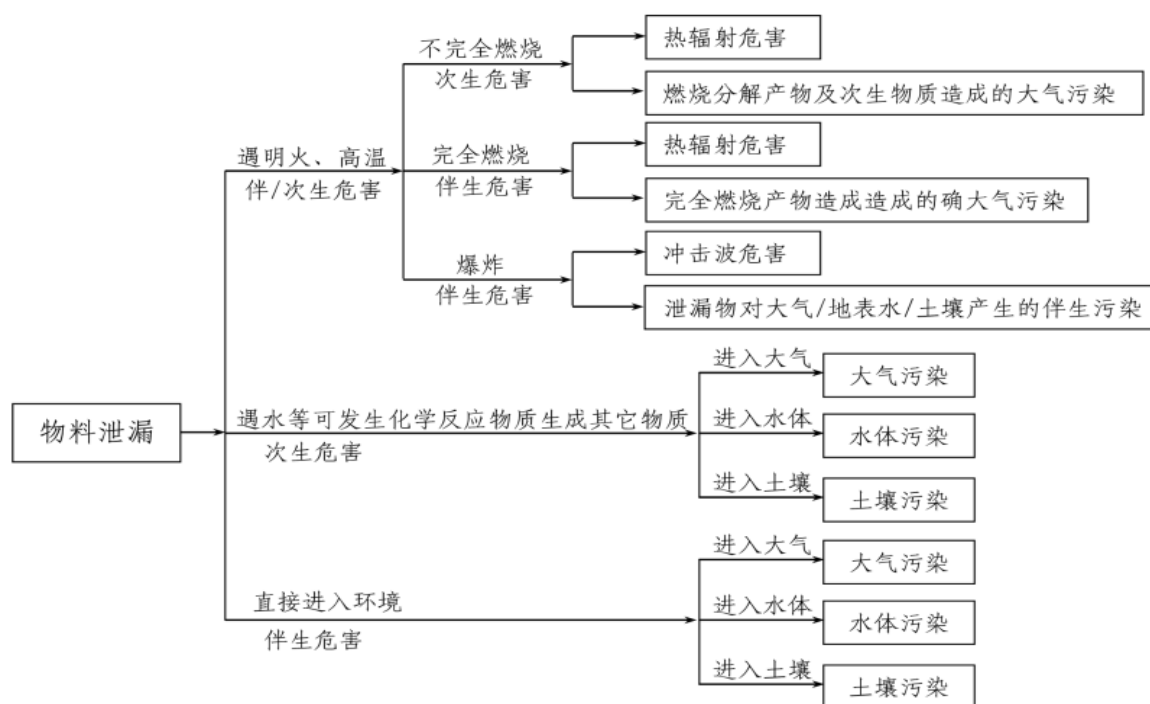 不完全燃烧
次生危害
热辐射危害
燃烧分解产物及次生物质造成的大气污染
遇明火、高温
伴/次生危害
完全燃烧
伴生危害
热辐射危害
完全燃烧产物造成造成的确大气污染
爆炸
伴生危害
冲击波危害
泄漏物对大气/地表水/土壤产生的伴生污染
物料泄漏
遇水等可发生化学反应物质生成其它物质
次生危害
进入大气
大气污染
进入水体
水体污染
进入土壤
土壤污染
直接进入环境
伴生危害
进入大气
大气污染
进入水体
水体污染
进入土壤
土壤污染